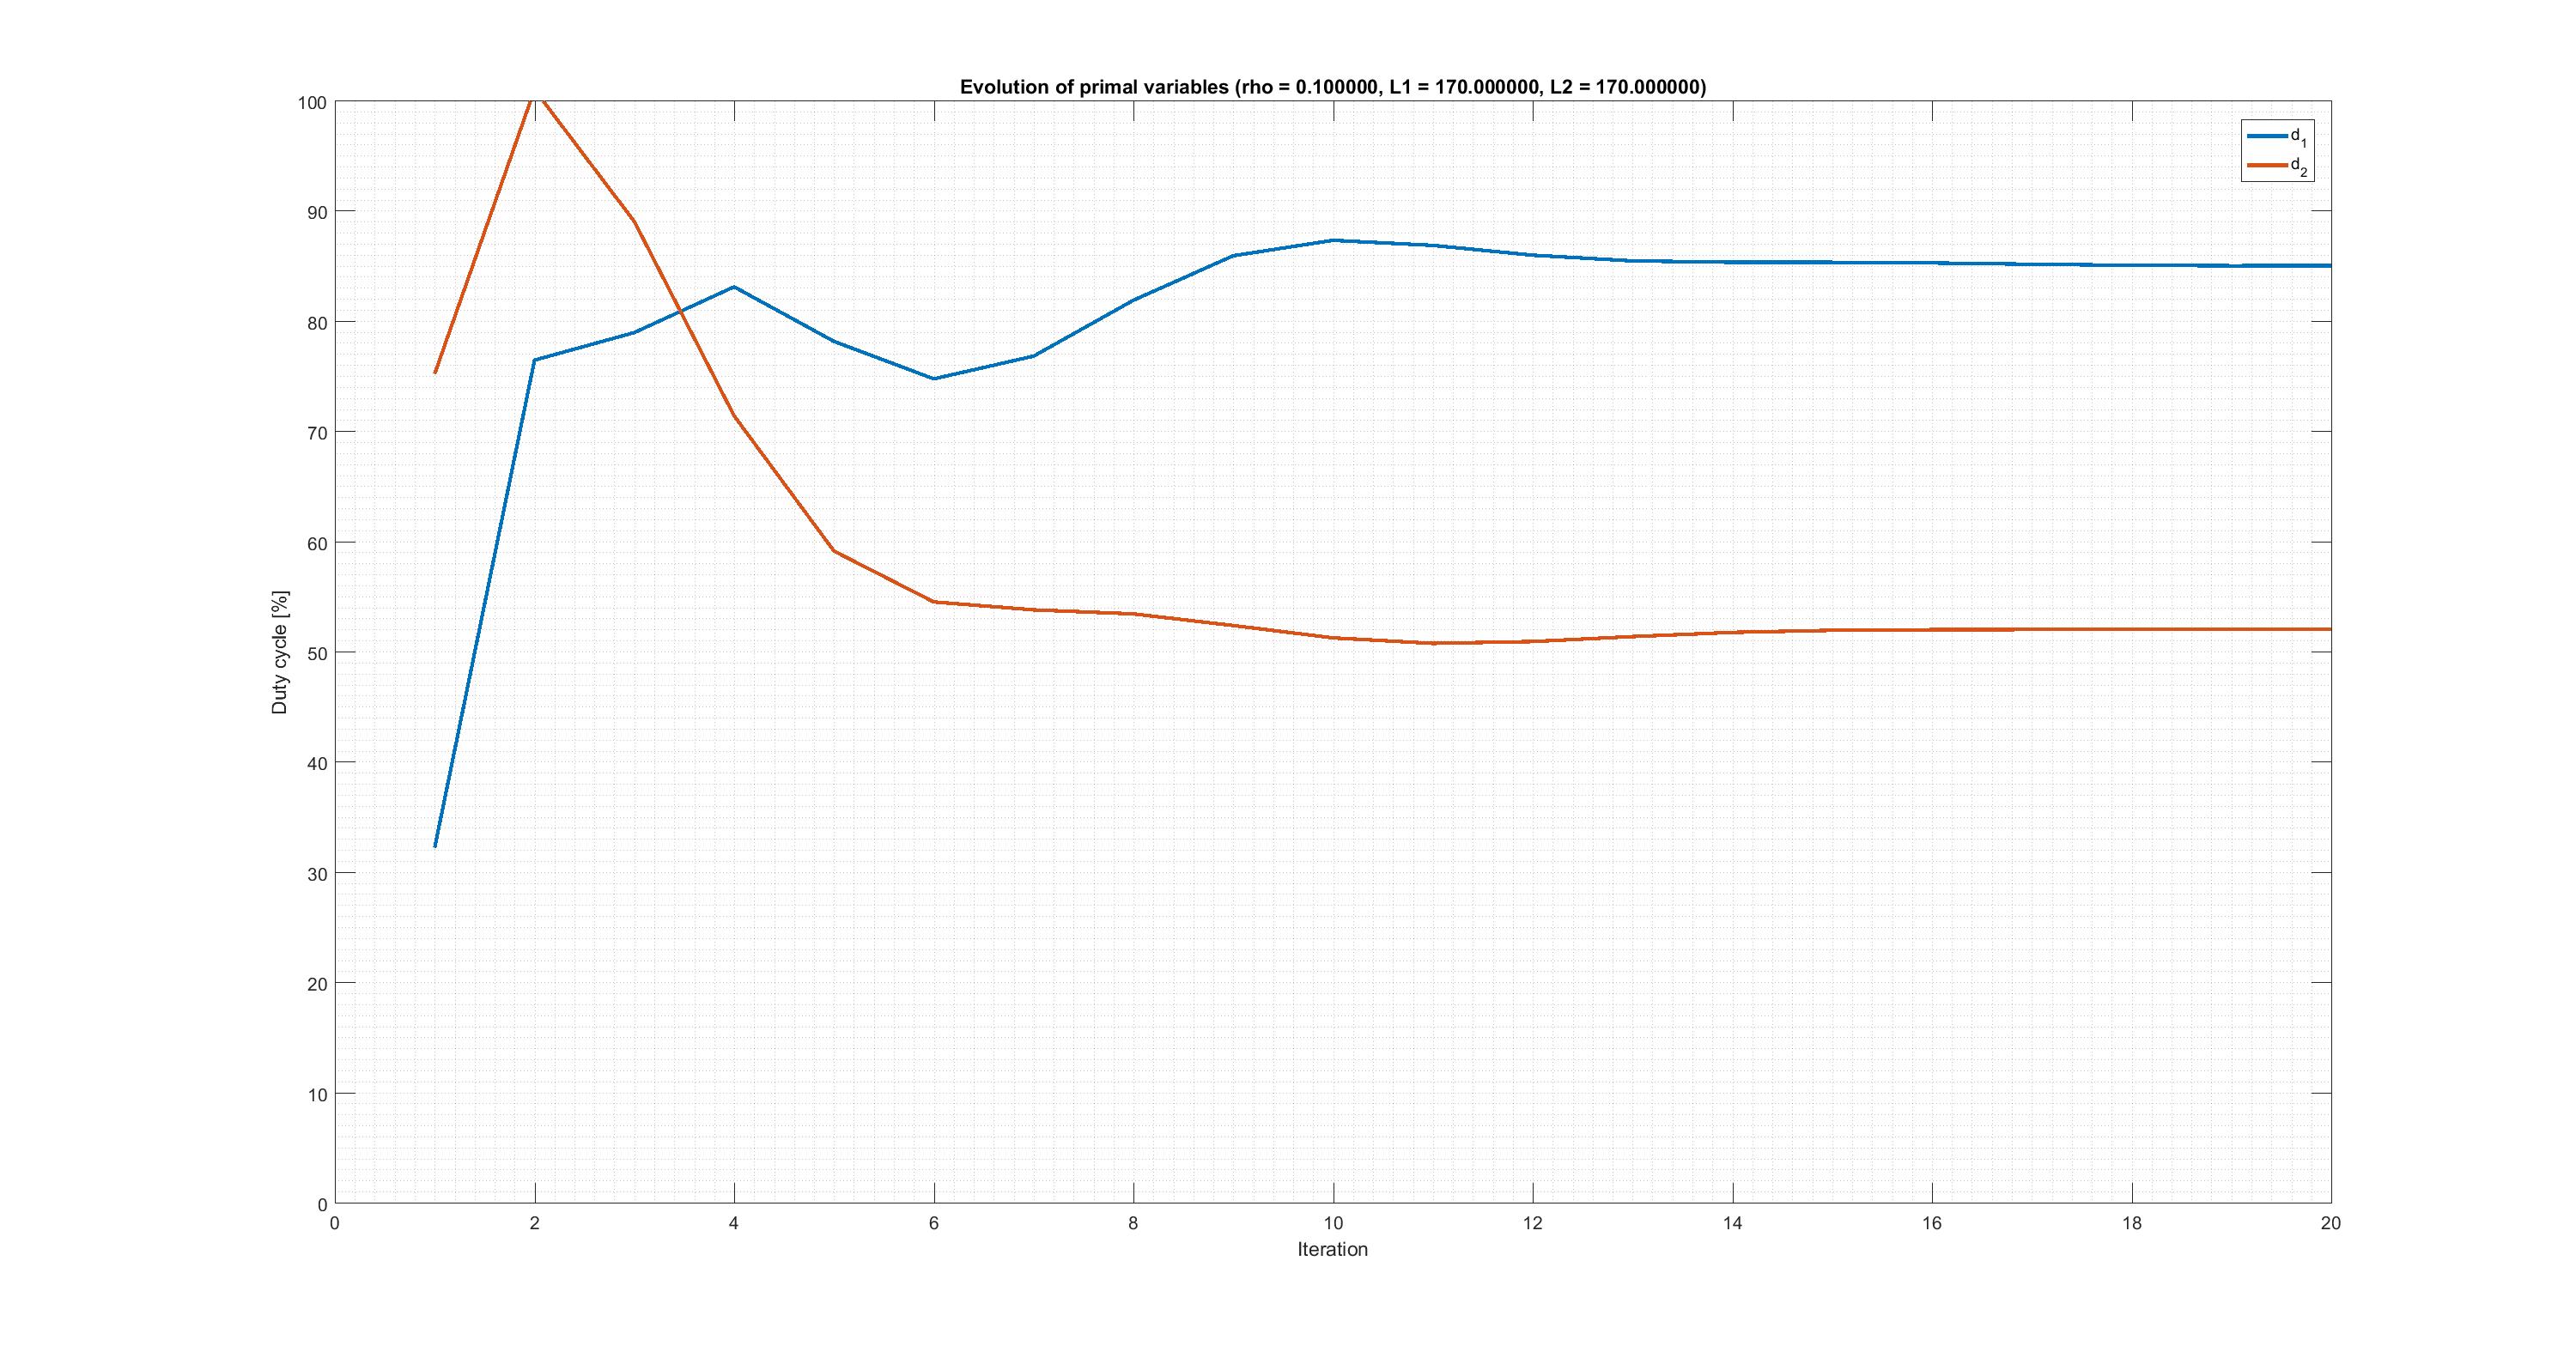 Evolution of primal variables (rho = 0.100000, L1 = 170.000000, L2 = 170.000000)
d1
d2
100
90
80
70
60
50
40
30
20
10
0
Duty cycle [%]
0 2 4 6 8 10 12 14 16 18 20
Iteration